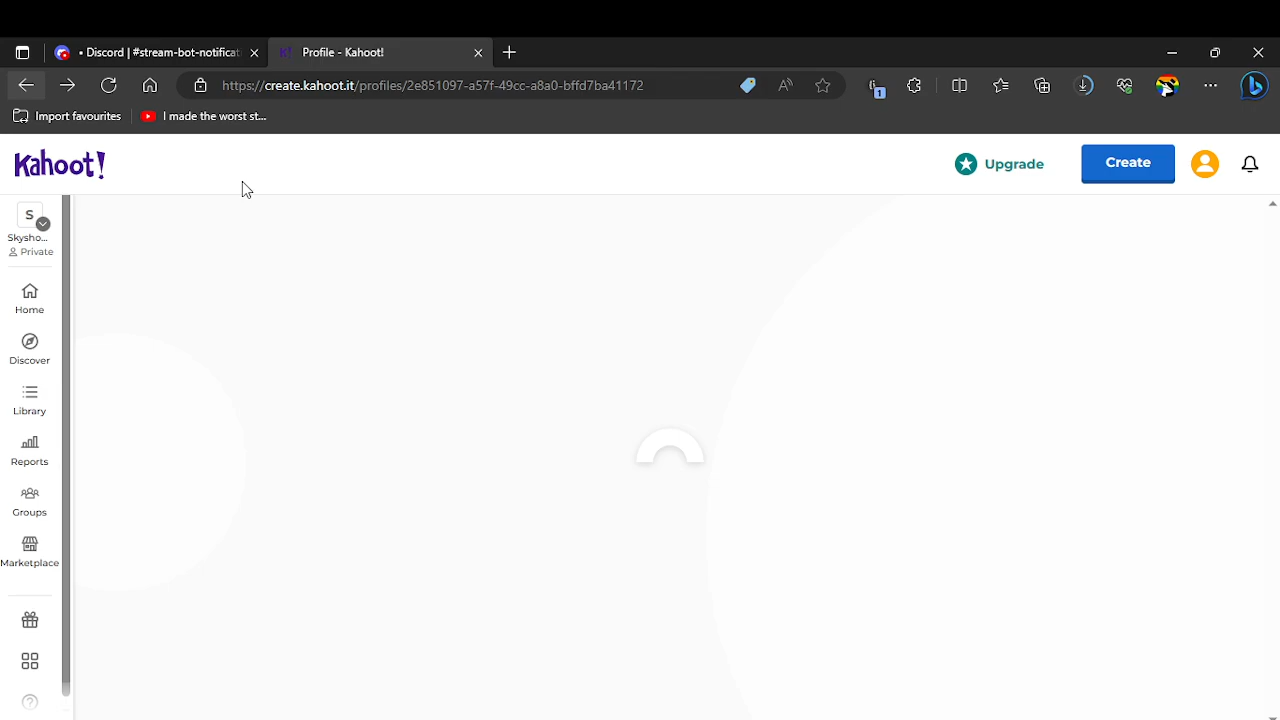 • Discord | #stream-bot-notificat
Profile - Kahoot!
https://create.kahoot.it/profiles/2e851097-a57f-49cc-a8a0-bffd7ba41172
A
1
Import favourites
I made the worst st...
Kahoot!
Upgrade
Create
S
Skysho...
Private
Home
Discover
Library
Reports
Groups
Marketplace